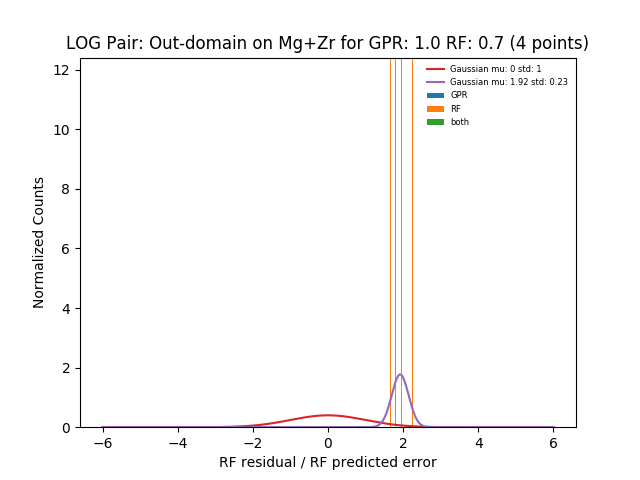 LOG Pair: Out-domain on Mg+Zr for GPR: 1.0 RF: 0.7 (4 points)
12
10
8
6
4
2
0
Normalized Counts
Gaussian mu: 0 std: 1
Gaussian mu: 1.92 std: 0.23
GPR
RF
both
−6 −4 −2 0 2 4 6
RF residual / RF predicted error